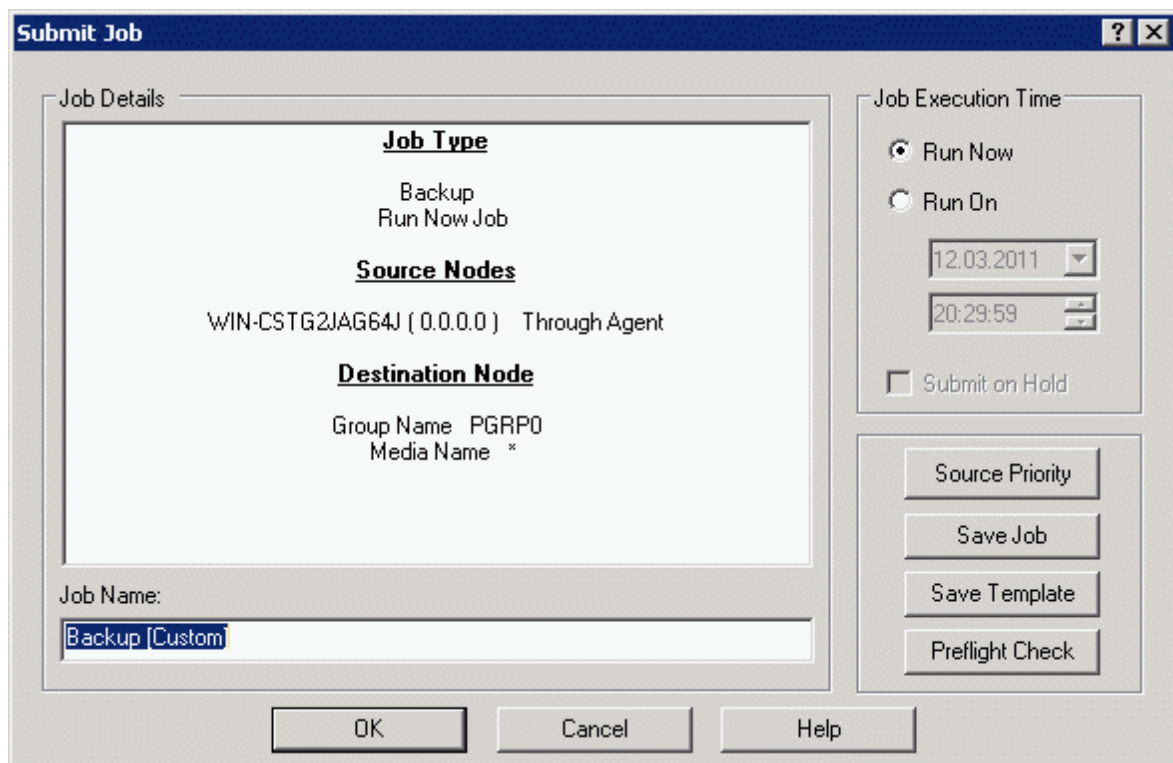 Submit Job
Job Details
Job Type
Backup
Run Now Job
Source Nodes
WIN-CSTG2JAG64J ( 0.0.0.0 ) Through Agent
Destination Node
Group Name PGRP0
Media Name *
Job Name:
Backup [Custom]
Job Execution Time
Run Now
Run On
12.03.2011
20:29:59
Submit on Hold
Source Priority
Save Job
Save Template
Preflight Check
OK
Cancel
Help